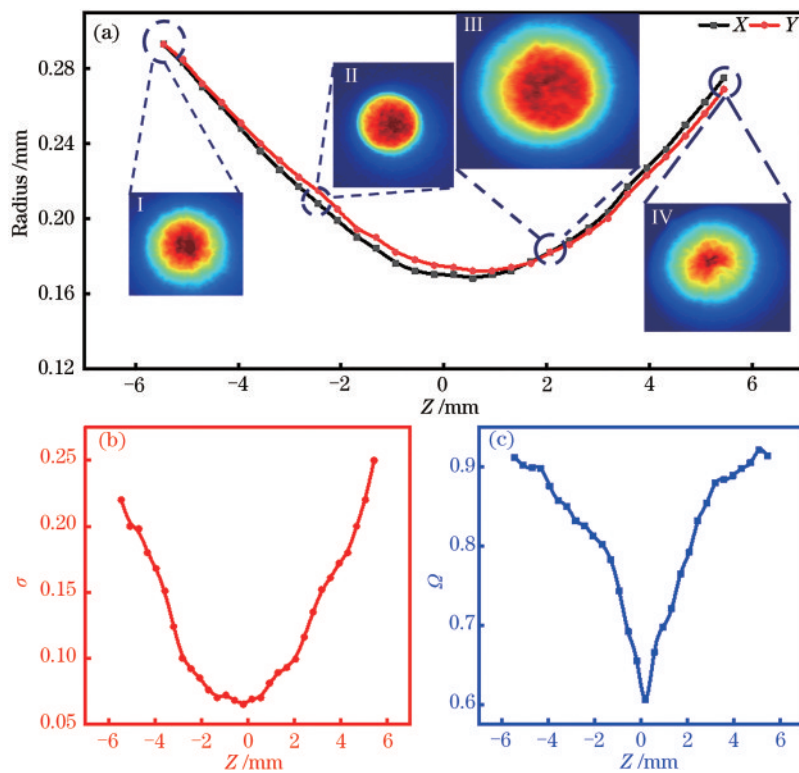 (a)
X Y
I
II
III
IV
0.28
0.24
0.20
0.16
0.12
Radius /mm
−6 −4 −2 0 2 4 6
Z /mm
(b)
0.25
0.20
0.15
0.10
0.05
σ
−6 −4 −2 0 2 4 6
Z /mm
(c)
0.9
0.8
0.7
0.6
Ω
−6 −4 −2 0 2 4 6
Z /mm